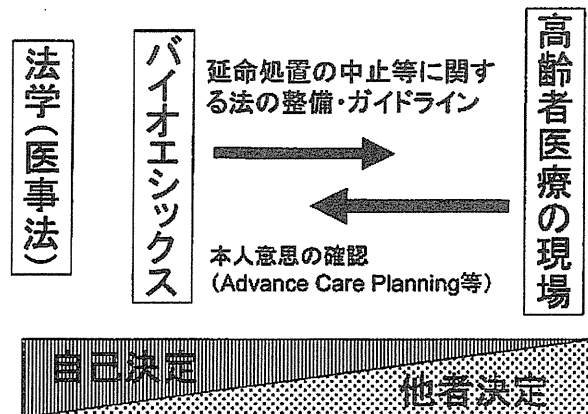 法学(医事法)
バイオエシックス
延命処置の中止等に関す
る法の整備・ガイドライン
本人意思の確認
(Advance Care Planning等)
高齢者医療の現場
自己決定
他者決定